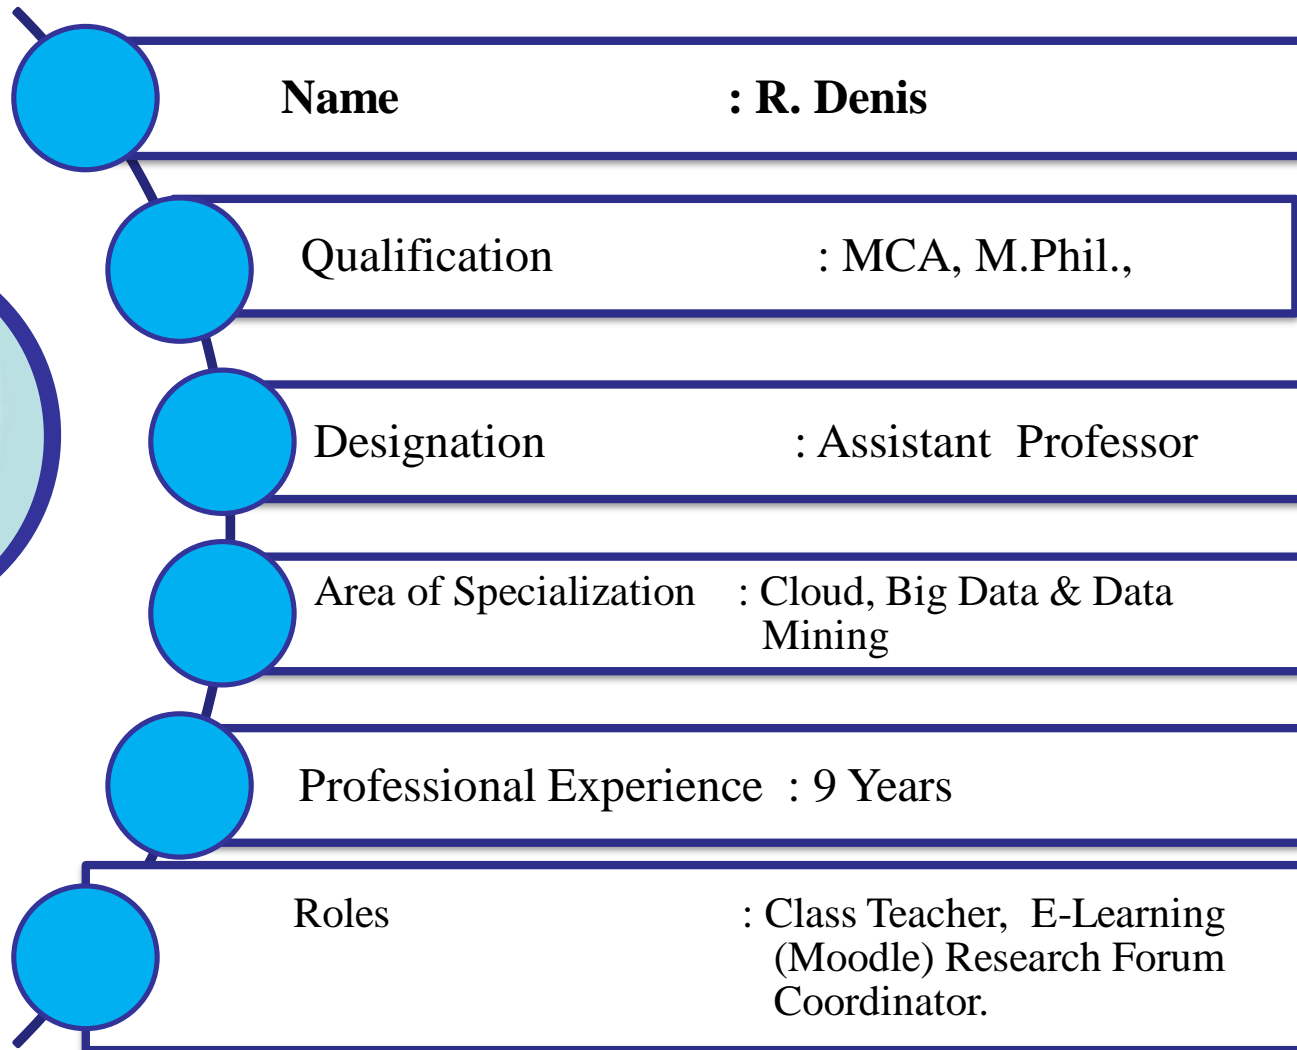 Name : R. Denis
Qualification : MCA, M.Phil.,
Designation : Assistant Professor
Area of Specialization : Cloud, Big Data & Data
Mining
Professional Experience : 9 Years
Roles : Class Teacher, E-Learning
(Moodle) Research Forum
Coordinator.